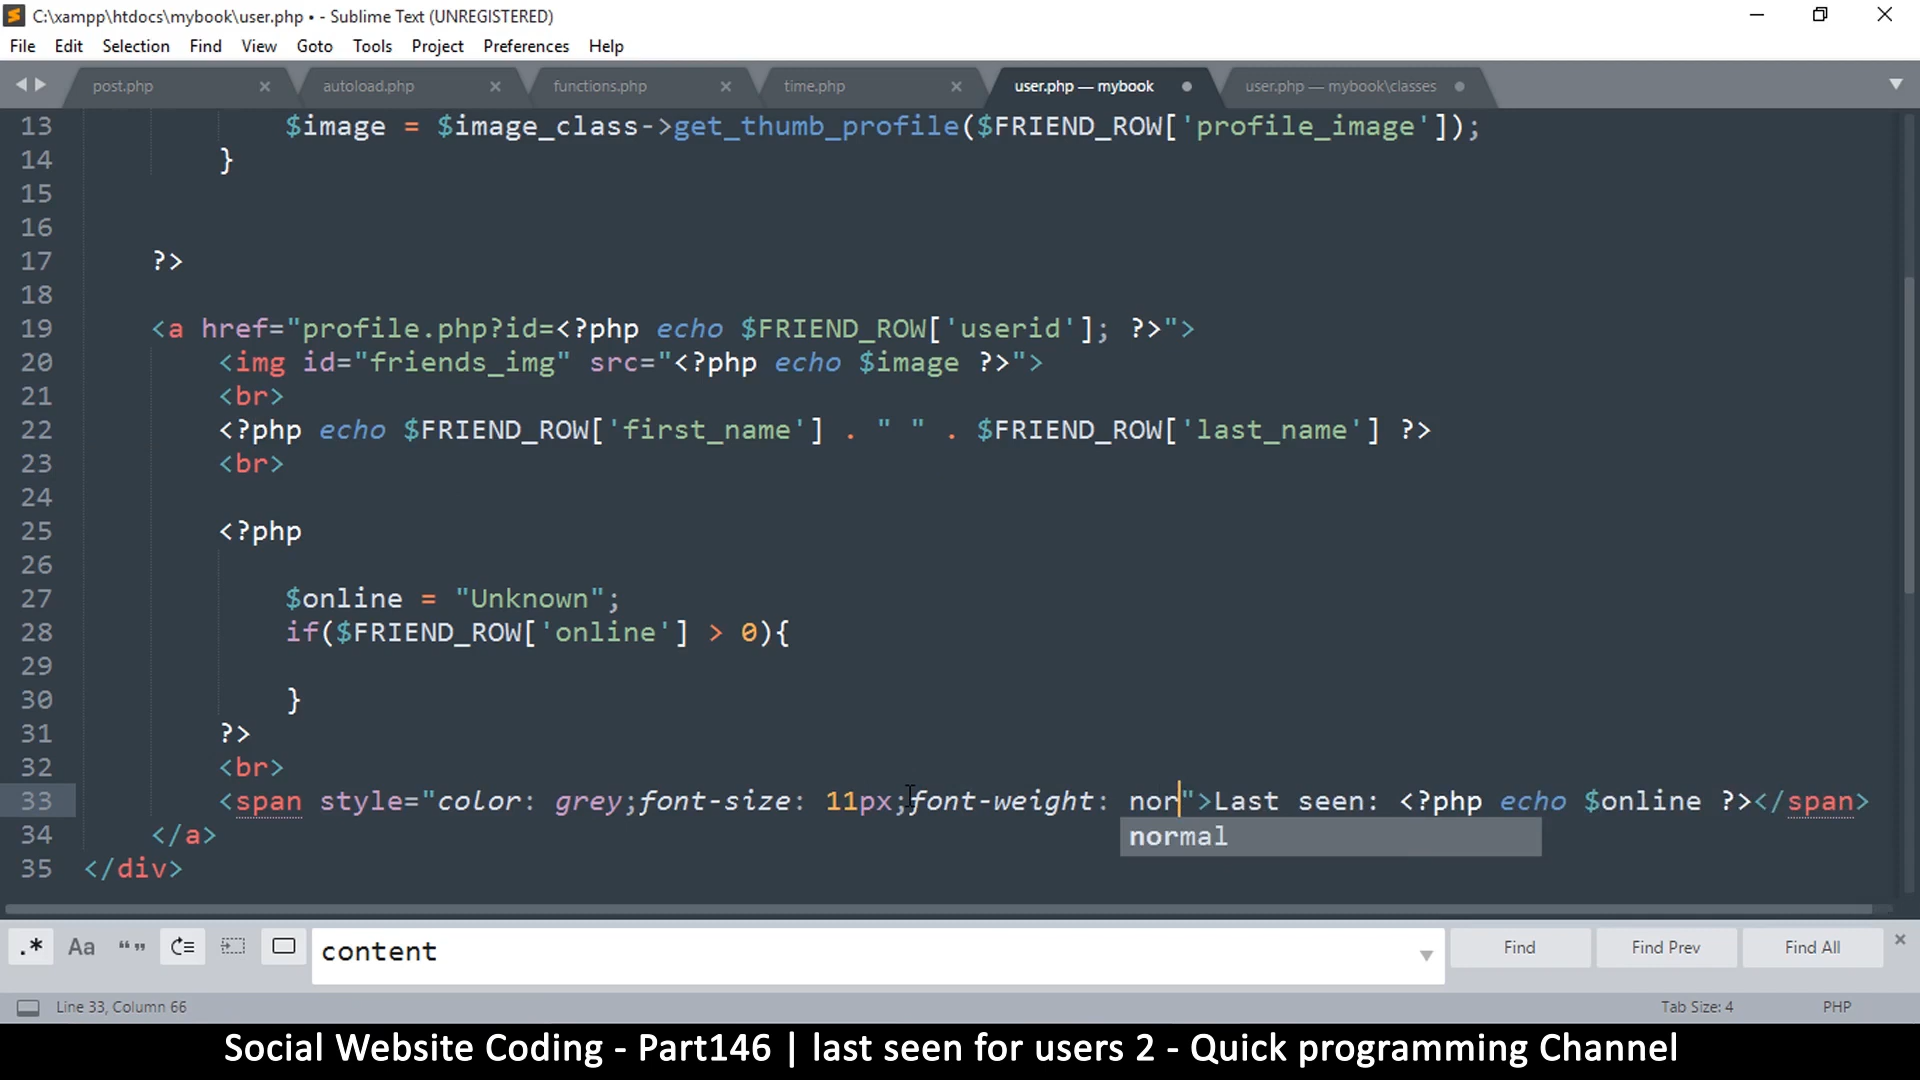 C:\xampp\htdocs\mybook\user.php • - Sublime Text (UNREGISTERED)
File Edit Selection Find View Goto Tools Project Preferences Help
post.php autoload.php functions.php time.php user.php — mybook user.php — mybook\classes
13 $image = $image_class->get_thumb_profile($FRIEND_ROW['profile_image']);
14 }
15
16
17 ?>
18
19 <a href="profile.php?id=<?php echo $FRIEND_ROW['userid']; ?>">
20 <img id="friends_img" src="<?php echo $image ?>">
21 <br>
22 <?php echo $FRIEND_ROW['first_name'] . " " . $FRIEND_ROW['last_name'] ?>
23 <br>
24
25 <?php
26
27 $online = "Unknown";
28 if($FRIEND_ROW['online'] > 0){
29
30 }
31 ?>
32 <br>
33 <span style="color: grey;font-size: 11px;font-weight: nor">Last seen: <?php echo $online ?></span>
34 </a>
normal
35 </div>
.* Aa “ ” content Find Find Prev Find All
Line 33, Column 66 Tab Size: 4 PHP
Social Website Coding - Part146 | last seen for users 2 - Quick programming Channel